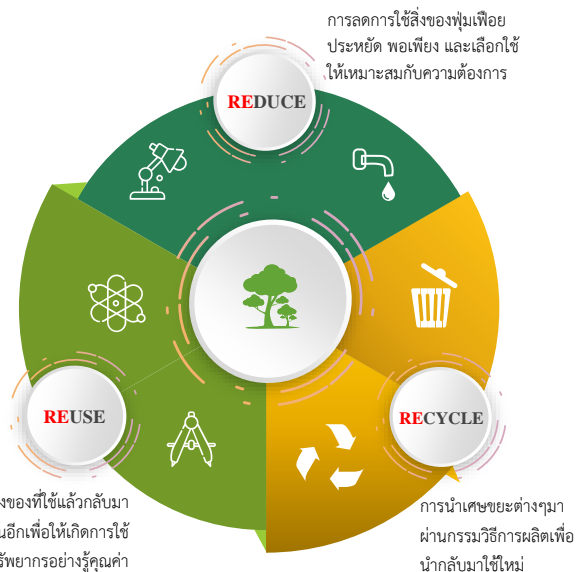 การลดการใช้สิ่งของฟุ่มเฟือย
ประหยัด พอเพียง และเลือกใช้
ให้เหมาะสมกับความต้องการ
REDUCE
REUSE
RECYCLE
งของที่ใช้แล้วกลับมา
นอีกเพื่อให้เกิดการใช้
รัพยากรอย่างรู้คุณค่า
การนำเศษขยะต่างๆมา
ผ่านกรรมวิธีการผลิตเพื่อ
นำกลับมาใช้ใหม่